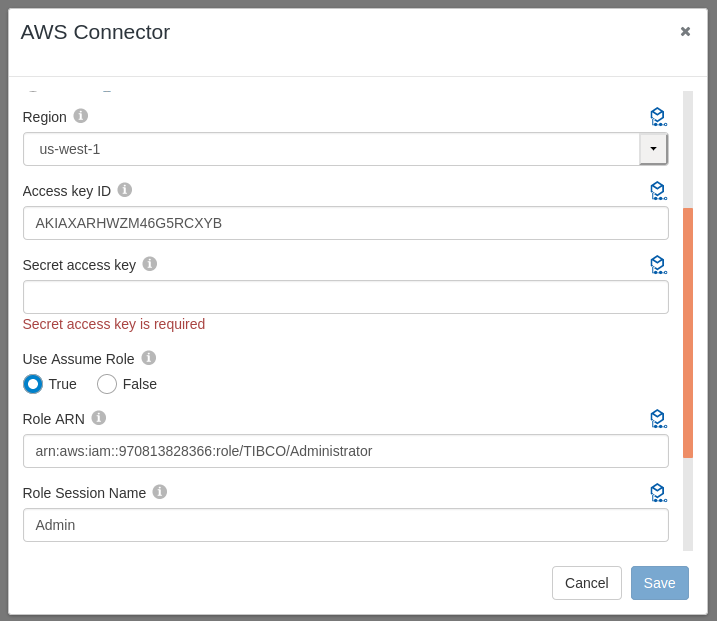 AWS Connector
Region
us-west-1
Access key ID
AKIAXARHWZM46G5RCXYB
Secret access key
Secret access key is required
Use Assume Role
True False
Role ARN
arn:aws:iam::970813828366:role/TIBCO/Administrator
Role Session Name
Admin
Cancel Save